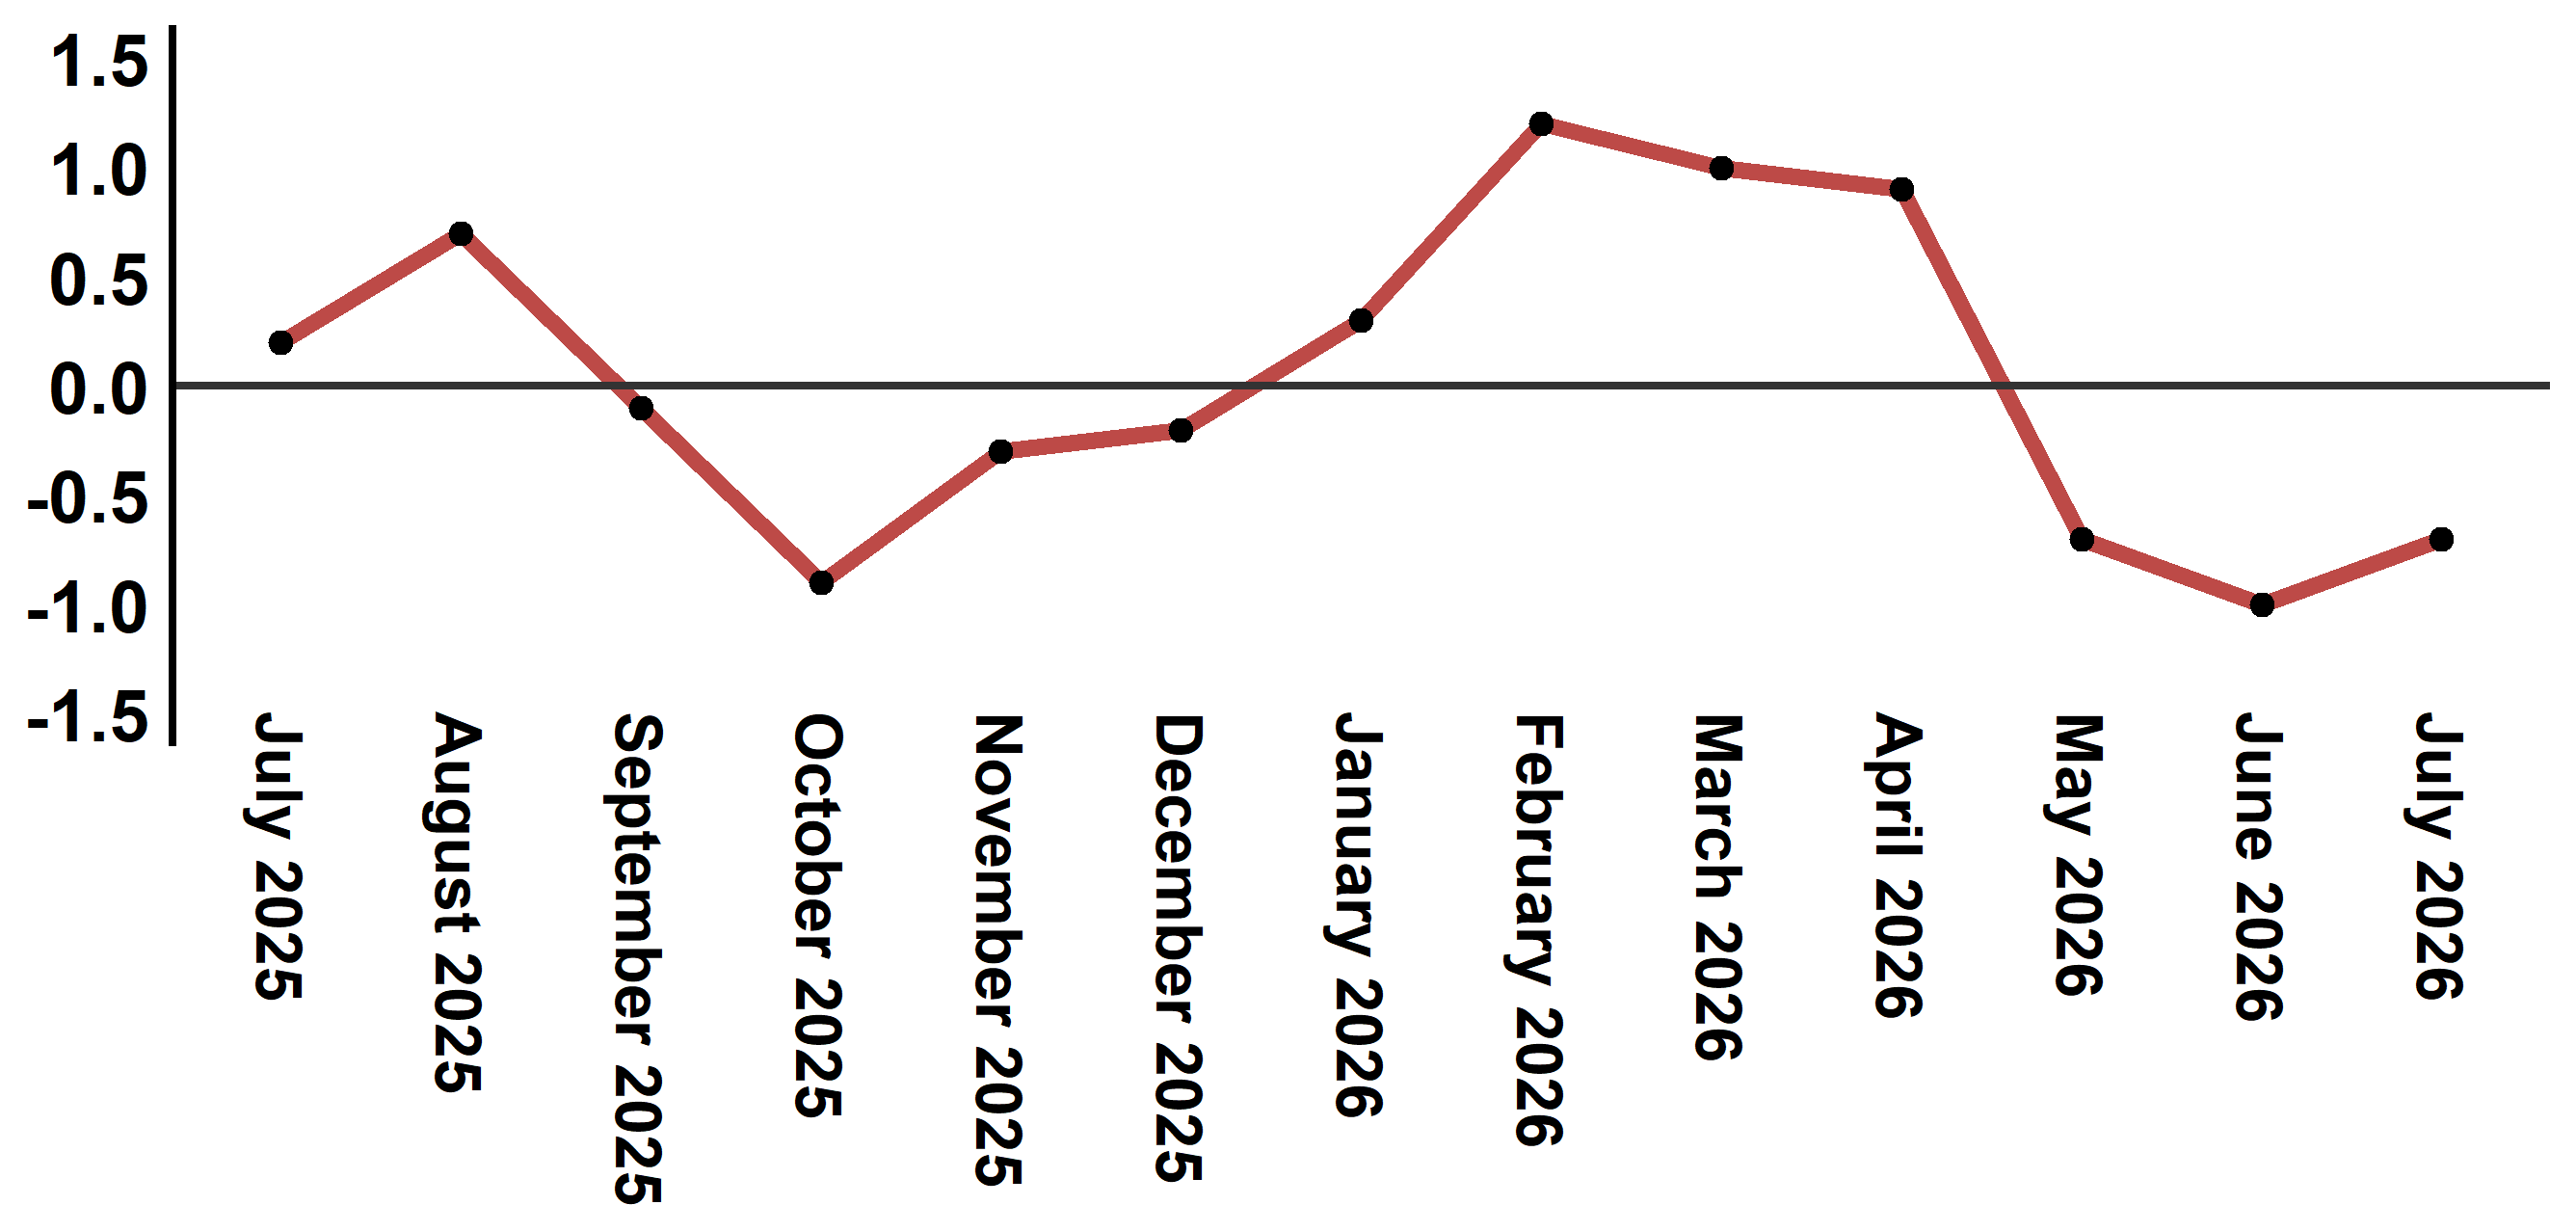 1.5
1.0
0.5
0.0
-0.5
-1.0
-1.5
July 2025
August 2025
September 2025
October 2025
November 2025
December 2025
January 2026
February 2026
March 2026
April 2026
May 2026
June 2026
July 2026